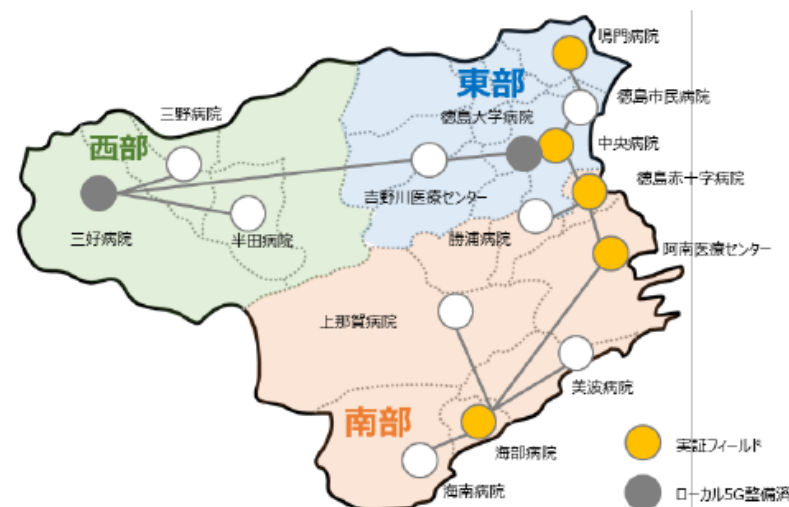 鳴門病院
東部
徳島市民病院
三野病院
徳島大学病院
西部
中央病院
徳島赤十字病院
吉野川医療センター
三好病院
半田病院
勝浦病院
阿南医療センター
上那賀病院
美波病院
南部
海部病院
実証フィールド
海南病院
ローカル5G整備済